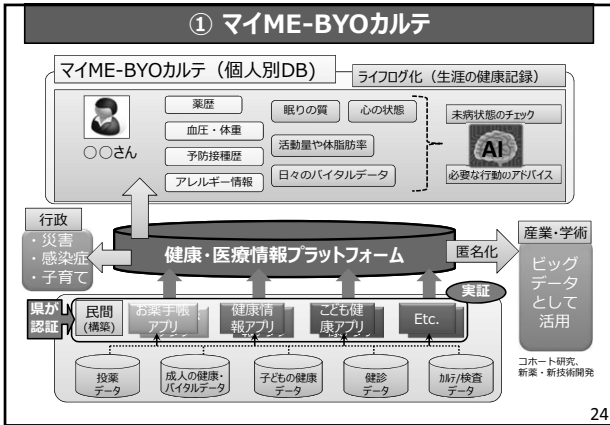 ① マイME-BYOカルテ
マイME-BYOカルテ（個人別DB)
ライフログ化（生涯の健康記録）
○○さん
薬歴
血圧・体重
予防接種歴
アレルギー情報
眠りの質
心の状態
活動量や体脂肪率
日々のバイタルデータ
未病状態のチェック
AI
必要な行動のアドバイス
行政
・災害
・感染症
・子育て
健康・医療情報プラットフォーム
匿名化
産業・学術
ビッグ
データ
として
活用
コホート研究、
新薬・新技術開発
実証
県が
認証
民間
(構築)
お薬手帳
アプリ
健康情
報アプリ
こども健
康アプリ
Etc.
投薬
データ
成人の健康・
バイタルデータ
子どもの健康
データ
健診
データ
カルテ/検査
データ
24